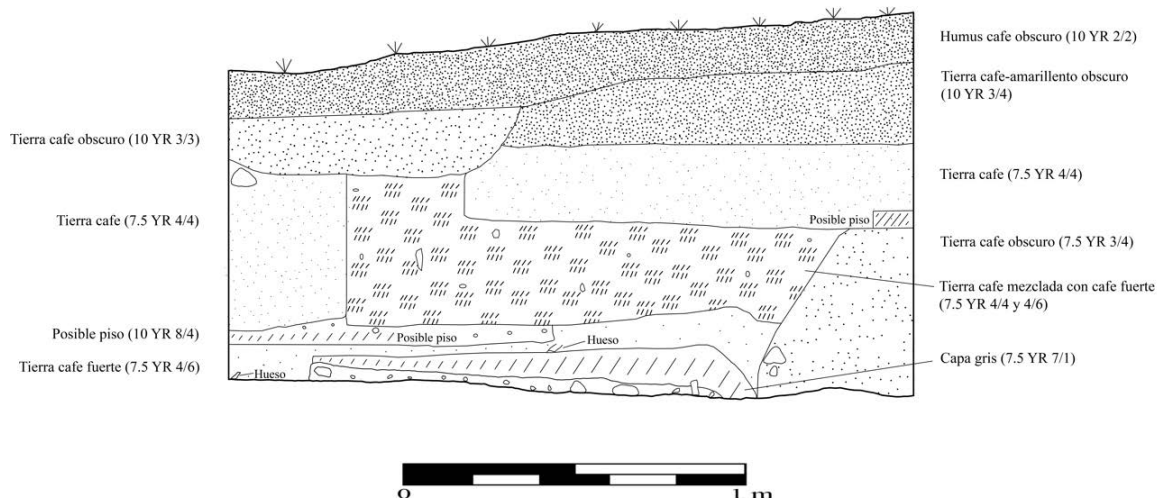 Humus cafe obscuro (10 YR 2/2)
Tierra cafe-amarillento obscuro
(10 YR 3/4)
Tierra cafe obscuro (10 YR 3/3)
Tierra cafe (7.5 YR 4/4)
Tierra cafe (7.5 YR 4/4)
Posible piso
Tierra cafe obscuro (7.5 YR 3/4)
Tierra cafe mezclada con cafe fuerte
(7.5 YR 4/4 y 4/6)
Posible piso (10 YR 8/4)
Posible piso
Hueso
Capa gris (7.5 YR 7/1)
Tierra cafe fuerte (7.5 YR 4/6)
Hueso
1 m